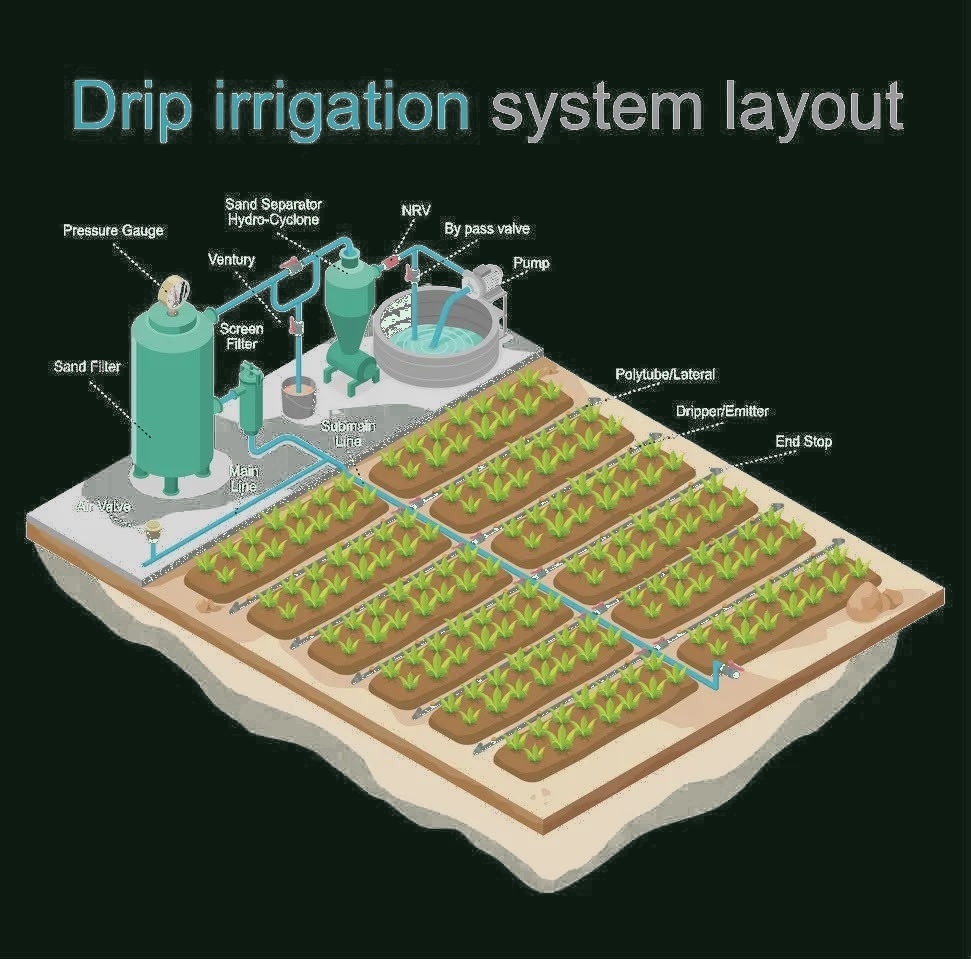 Drip irrigation system layout
Sand Separator
Hydro-Cyclone
NRV
Pressure Gauge
By pass valve
Ventury
Pump
Screen
Filter
Sand Filter
Polytube/Lateral
Dripper/Emitter
Submain
Line
End Stop
Main
Line
Air Valve